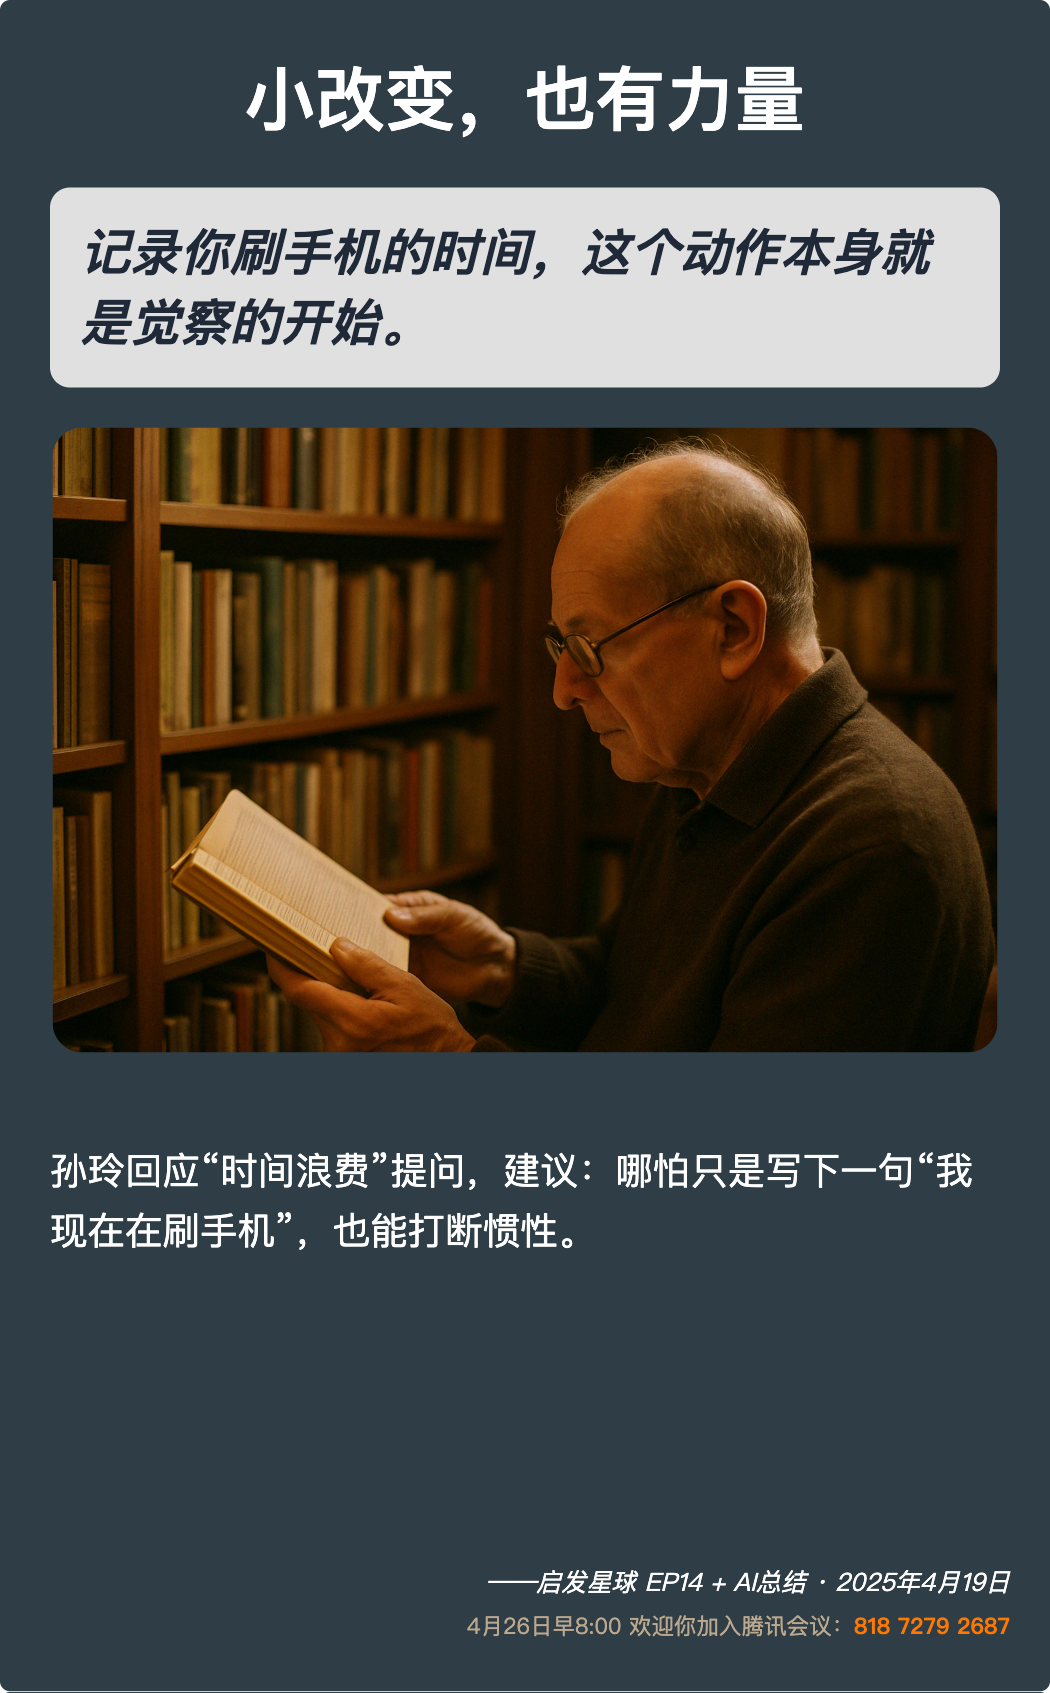 小改变，也有力量
记录你刷手机的时间，这个动作本身就
是觉察的开始。
孙玲回应“时间浪费”提问，建议：哪怕只是写下一句“我
现在在刷手机”，也能打断惯性。
——启发星球 EP14 + AI总结 · 2025年4月19日
4月26日早8:00 欢迎你加入腾讯会议：818 7279 2687